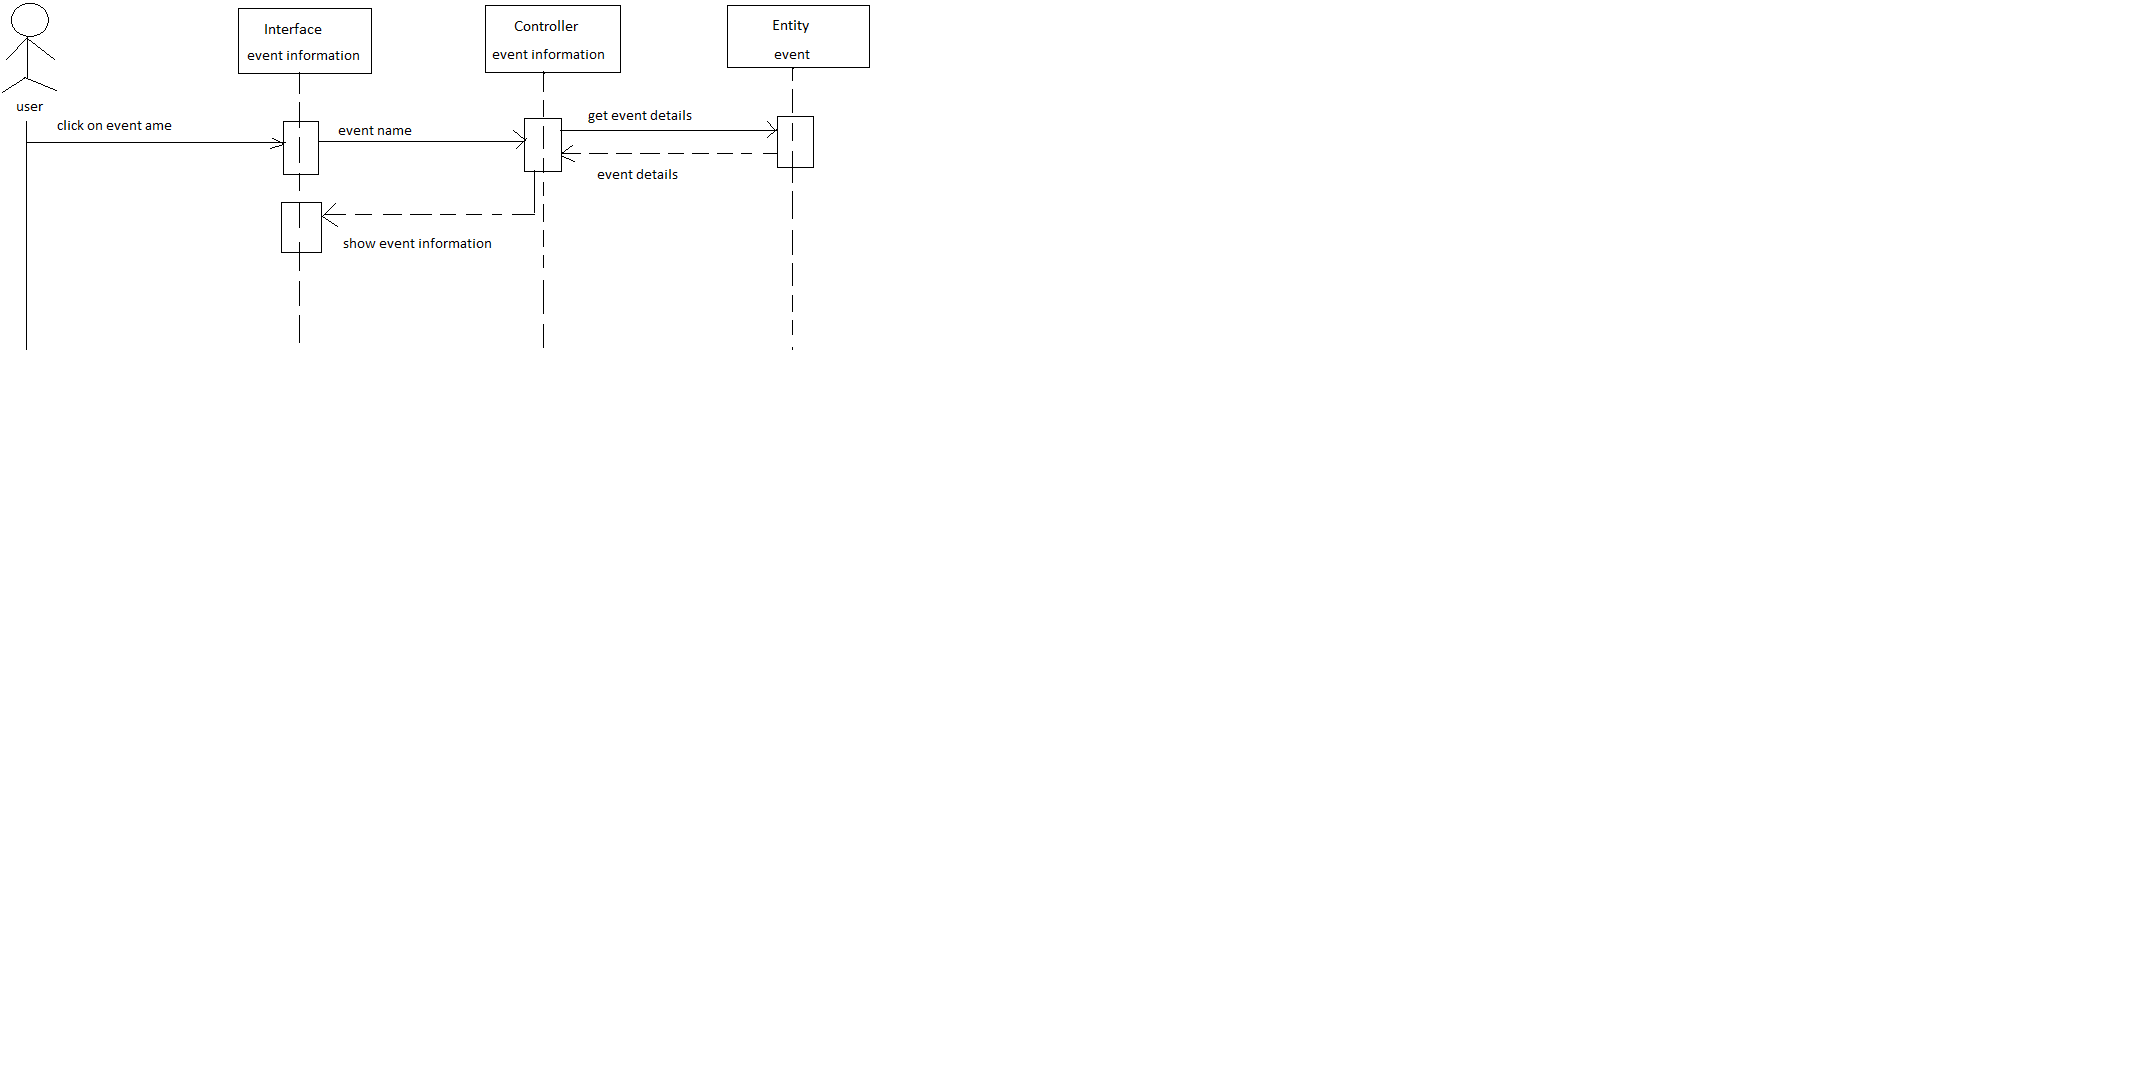 Interface
event information
Controller
event information
Entity
event
user
click on event ame
event name
get event details
event details
show event information